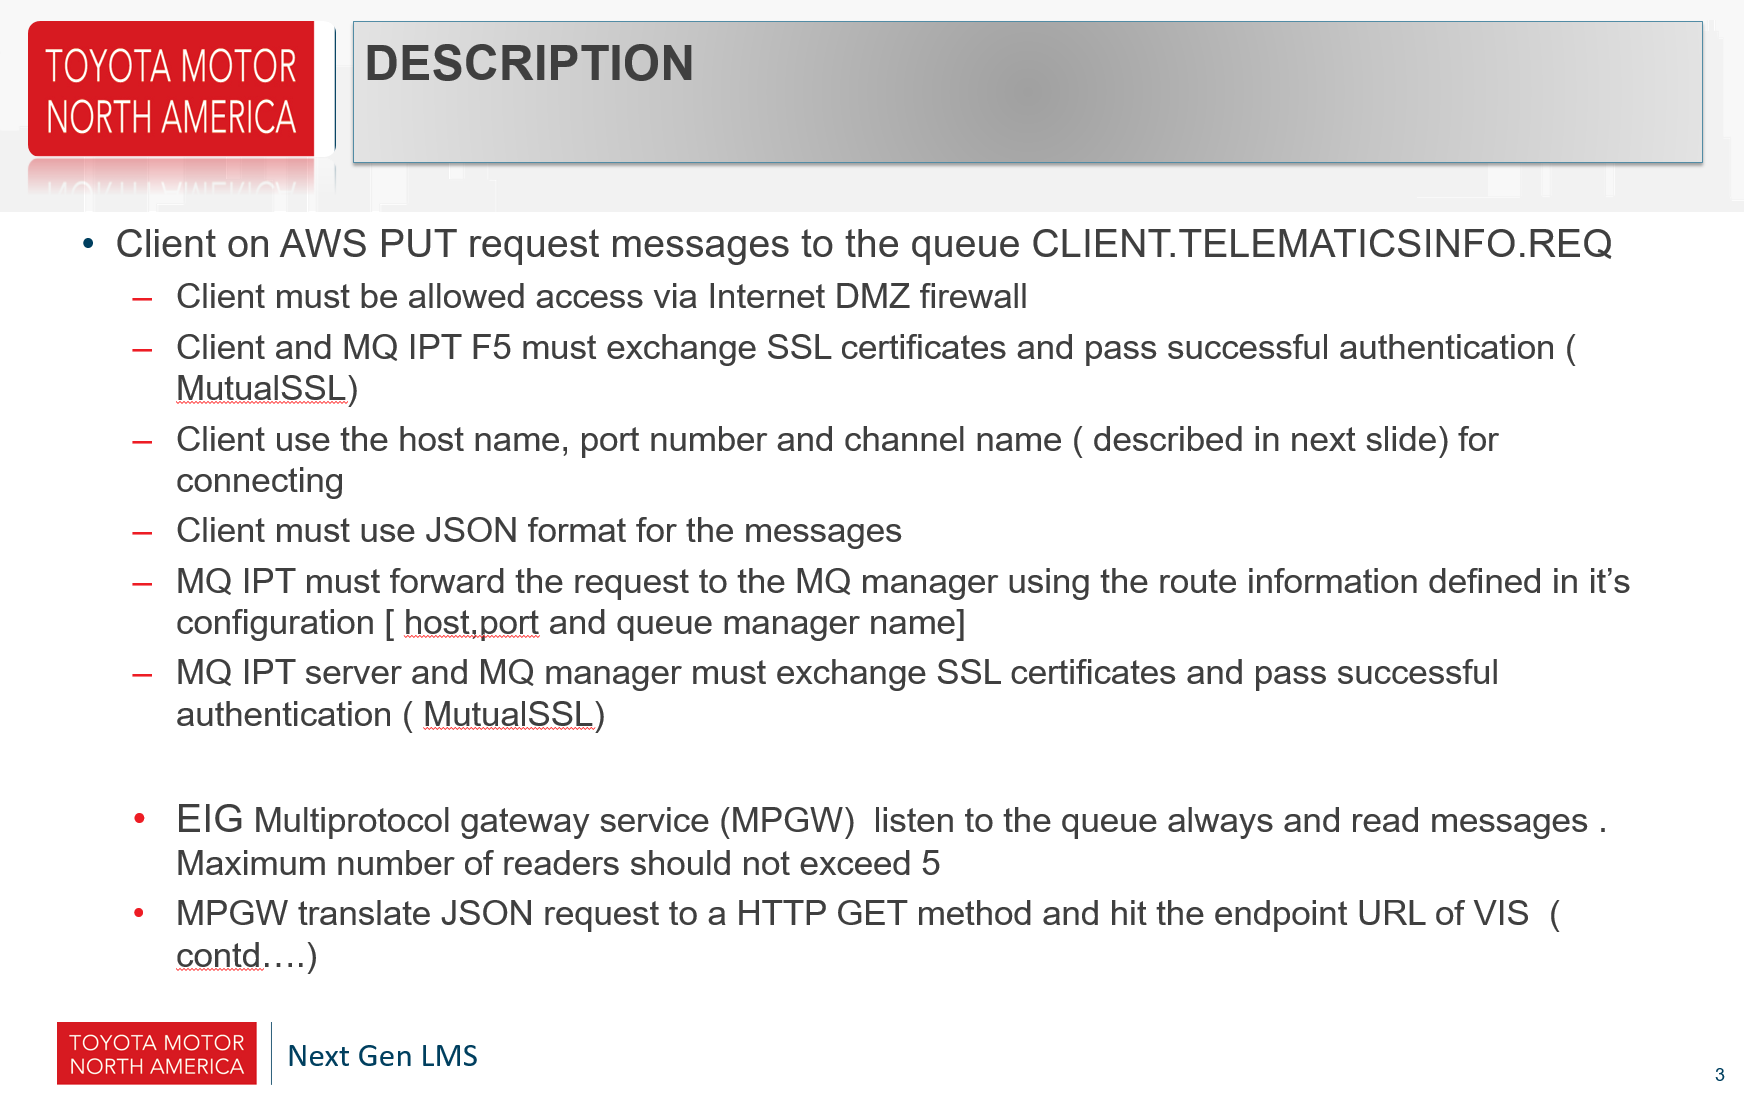 TOYOTA MOTOR
NORTH AMERICA
DESCRIPTION
• Client on AWS PUT request messages to the queue CLIENT.TELEMATICSINFO.REQ
– Client must be allowed access via Internet DMZ firewall
– Client and MQ IPT F5 must exchange SSL certificates and pass successful authentication (
MutualSSL)
– Client use the host name, port number and channel name ( described in next slide) for
connecting
– Client must use JSON format for the messages
– MQ IPT must forward the request to the MQ manager using the route information defined in it’s
configuration [ host,port and queue manager name]
– MQ IPT server and MQ manager must exchange SSL certificates and pass successful
authentication ( MutualSSL)
• EIG Multiprotocol gateway service (MPGW)  listen to the queue always and read messages .
Maximum number of readers should not exceed 5
• MPGW translate JSON request to a HTTP GET method and hit the endpoint URL of VIS  (
contd….)
TOYOTA MOTOR
NORTH AMERICA
Next Gen LMS
3